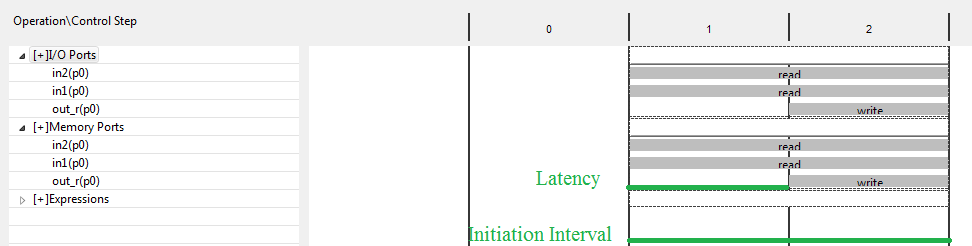 Operation\Control Step
0 1 2
[+]I/O Ports
in2(p0) read
in1(p0) read
out_r(p0) write
[+]Memory Ports
in2(p0) read
in1(p0) read
out_r(p0) write
Latency
[+]Expressions
Initiation Interval